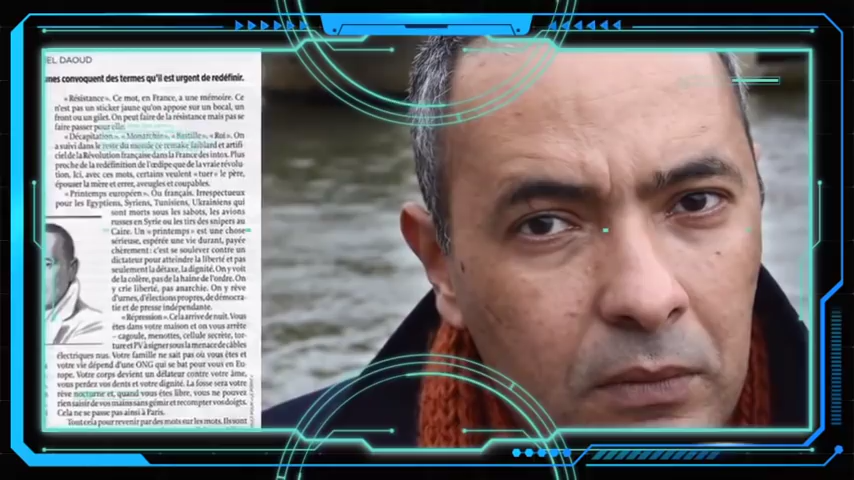 EL DAOUD
unes convoquent des termes qu'il est urgent de redéfinir.
«Résistance». Ce mot, en France, a une mémoire. Ce
n'est pas un sticker jaune qu'on appose sur un bocal, un
front ou un gilet. On peut faire de la résistance mais pas se
faire passer pour elle.
«Décapitation», «Monarchie», «Bastille», «Roi». On
a suivi dans le reste du monde ce remake faiblard et artifi-
ciel de la Révolution française dans la France des intox. Plus
proche de la redéfinition de l'œdipe que de la vraie révolu-
tion. Ici, avec ces mots, certains veulent «tuer» le père,
épouser la mère et errer, aveugles et coupables.
«Printemps européen». Ou français. Irrespectueux
pour les Egyptiens, Syriens, Tunisiens, Ukrainiens qui
sont morts sous les sabots, les avions
russes en Syrie ou les tirs des snipers au
Caire. Un «printemps» est une chose
sérieuse, espérée une vie durant, payée
chèrement: c'est se soulever contre un
dictateur pour atteindre la liberté et pas
seulement la détaxe, la dignité. On y voit
de la colère, pas de la haine de l'ordre. On
y crie liberté, pas anarchie. On y rêve
d'urnes, d'élections propres, de démocra-
tie et de presse indépendante.
«Répression». Cela arrive de nuit. Vous
êtes dans votre maison et on vous arrête
– cagoule, menottes, cellule secrète, tor-
ture et PV à signer sous la menace de câbles
électriques nus. Votre famille ne sait pas où vous êtes et
votre vie dépend d'une ONG qui se bat pour vous en Eu-
rope. Votre corps devient un délateur contre votre âme,
vous perdez vos dents et votre dignité. La fosse sera votre
rêve nocturne et, quand vous êtes libre, vous ne pouvez
rien saisir de vos mains sans gémir et recompter vos doigts.
Cela ne se passe pas ainsi à Paris.
Tout cela pour revenir par des mots sur les mots. Ils sont